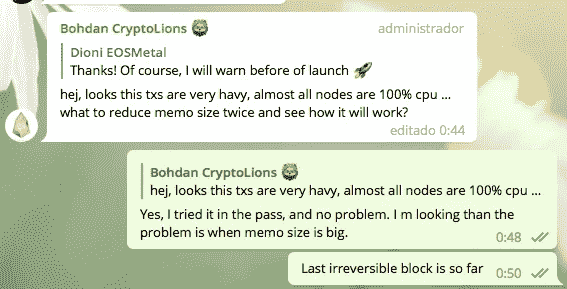 Bohdan CryptoLions administrador
Dioni EOSMetal
Thanks! Of course, I will warn before of launch 🚀
hej, looks this txs are very havy, almost all nodes are 100% cpu ...
what to reduce memo size twice and see how it will work?
editado 0:44
Bohdan CryptoLions
hej, looks this txs are very havy, almost all nodes are 100% cpu ...
Yes, I tried it in the pass, and no problem. I m looking than the
problem is when memo size is big. 0:48
Last irreversible block is so far 0:50